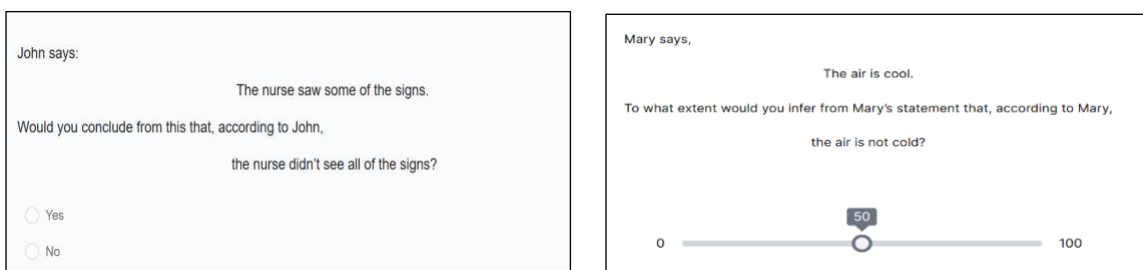 John says:
The nurse saw some of the signs.
Would you conclude from this that, according to John,
the nurse didn't see all of the signs?
Yes
No
Mary says,
The air is cool.
To what extent would you infer from Mary's statement that, according to Mary,
the air is not cold?
50
0 100